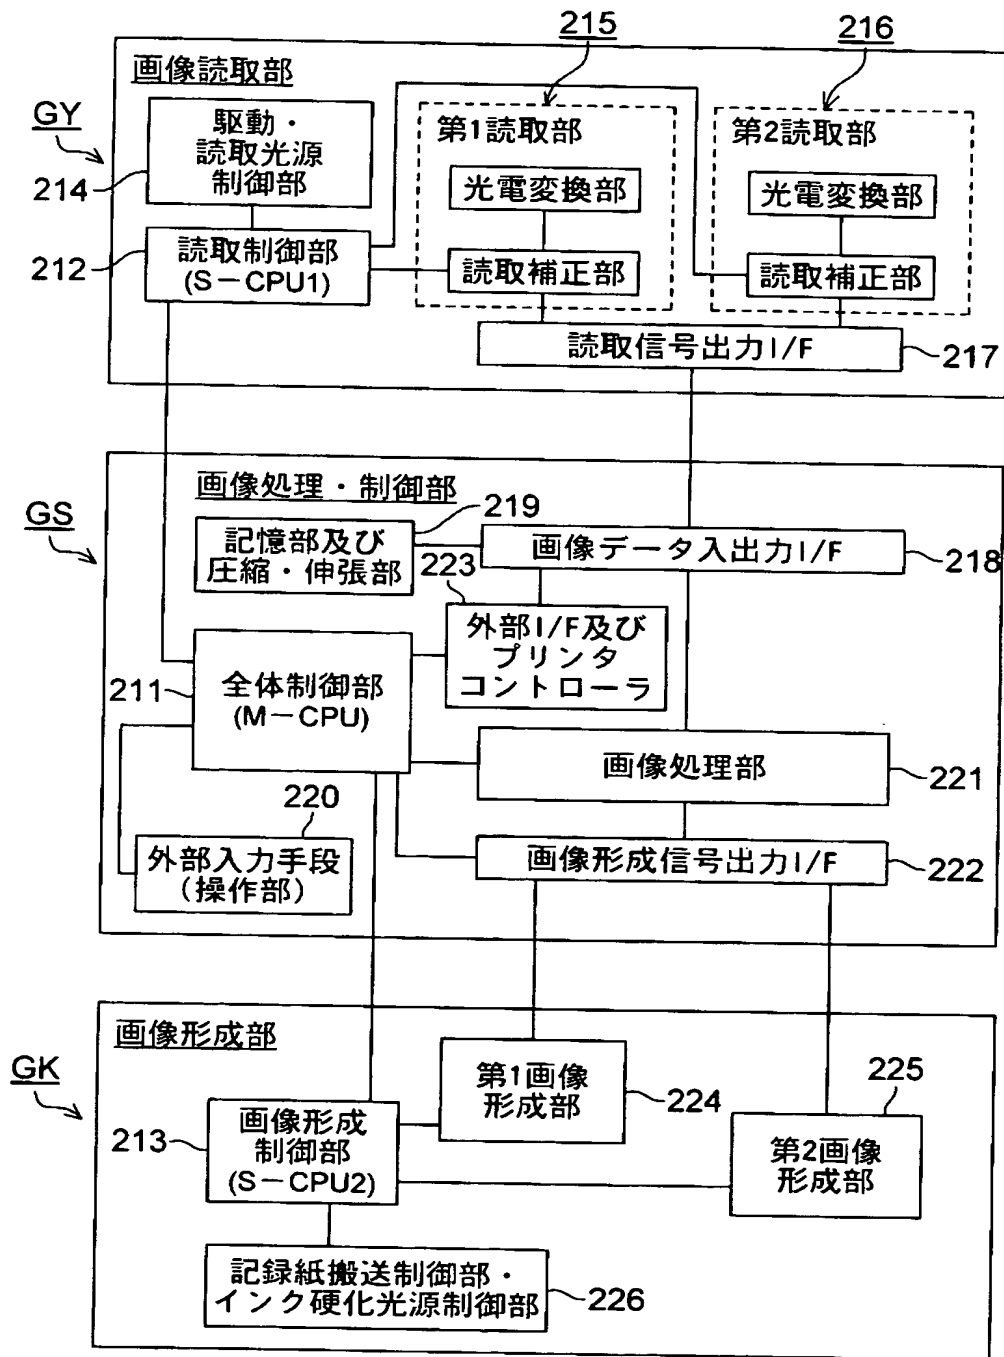 215
216
画像読取部
GY
駆動・
読取光源
制御部
214
第1読取部
第2読取部
光電変換部
光電変換部
212
読取制御部
(S－CPU1)
読取補正部
読取補正部
読取信号出力I/F
217
画像処理・制御部
GS
219
記憶部及び
圧縮・伸張部
画像データ入出力I/F
218
223
外部I/F及び
プリンタ
コントローラ
211
全体制御部
(M－CPU)
画像処理部
221
220
外部入力手段
（操作部）
画像形成信号出力I/F
222
画像形成部
GK
第1画像
形成部
224
225
213
画像形成
制御部
(S－CPU2)
第2画像
形成部
記録紙搬送制御部・
インク硬化光源制御部
226